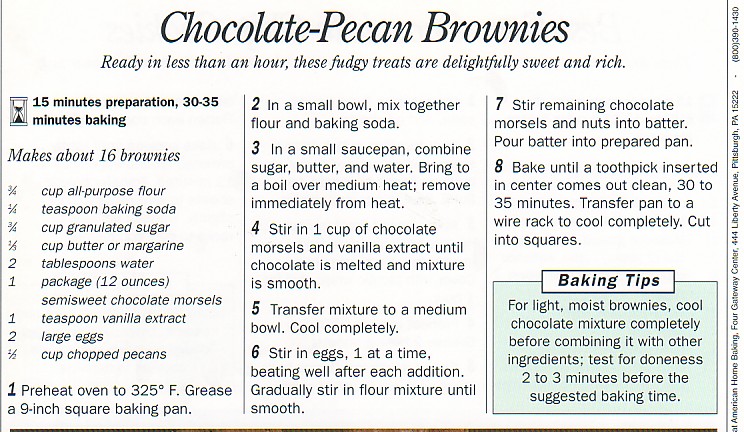 Chocolate-Pecan Brownies
Ready in less than an hour, these fudgy treats are delightfully sweet and rich.
15 minutes preparation, 30-35
minutes baking
Makes about 16 brownies
¾ cup all-purpose flour
¼ teaspoon baking soda
¾ cup granulated sugar
⅓ cup butter or margarine
2 tablespoons water
1 package (12 ounces)
semisweet chocolate morsels
1 teaspoon vanilla extract
2 large eggs
½ cup chopped pecans
1 Preheat oven to 325° F. Grease
a 9-inch square baking pan.
2 In a small bowl, mix together
flour and baking soda.
3 In a small saucepan, combine
sugar, butter, and water. Bring to
a boil over medium heat; remove
immediately from heat.
4 Stir in 1 cup of chocolate
morsels and vanilla extract until
chocolate is melted and mixture
is smooth.
5 Transfer mixture to a medium
bowl. Cool completely.
6 Stir in eggs, 1 at a time,
beating well after each addition.
Gradually stir in flour mixture until
smooth.
7 Stir remaining chocolate
morsels and nuts into batter.
Pour batter into prepared pan.
8 Bake until a toothpick inserted
in center comes out clean, 30 to
35 minutes. Transfer pan to a
wire rack to cool completely. Cut
into squares.
Baking Tips
For light, moist brownies, cool
chocolate mixture completely
before combining it with other
ingredients; test for doneness
2 to 3 minutes before the
suggested baking time.
American Home Baking, Four Gateway Center, 444 Liberty Avenue, Pittsburgh, PA 15222 - (800)390-1430